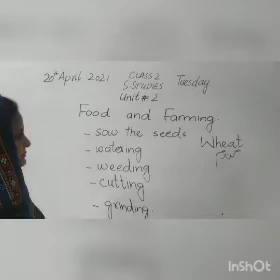 20th April 2021 CLASS 2 Tuesday
S.STUDIES
Unit # 2
Food and Farming.
- sow the seeds
- watering
- weeding
- cutting
- grinding
Wheat
InShOt